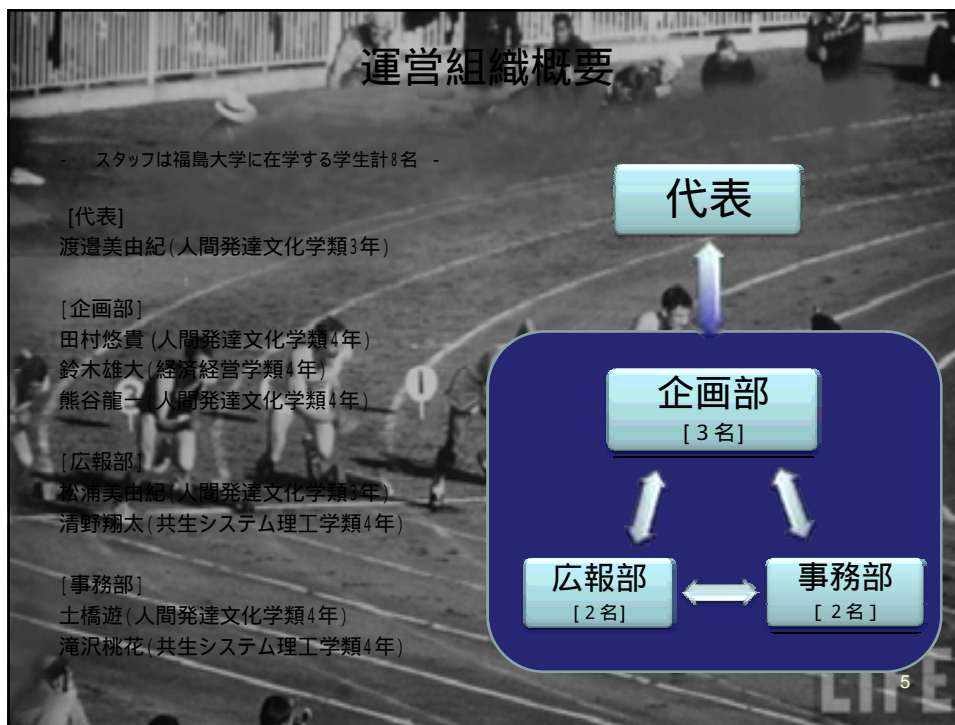 運営組織概要
- スタッフは福島大学に在学する学生計8名 -
[代表]
渡邉美由紀(人間発達文化学類3年)
[企画部]
田村悠貴(人間発達文化学類4年)
鈴木雄大(経済経営学類4年)
熊谷龍一(人間発達文化学類4年)
[広報部]
松浦美由紀(人間発達文化学類3年)
清野翔太(共生システム理工学類4年)
[事務部]
土橋遊(人間発達文化学類4年)
滝沢桃花(共生システム理工学類4年)
代表
企画部
[３名]
広報部
[２名]
事務部
[２名]
2
1
LIFE
5